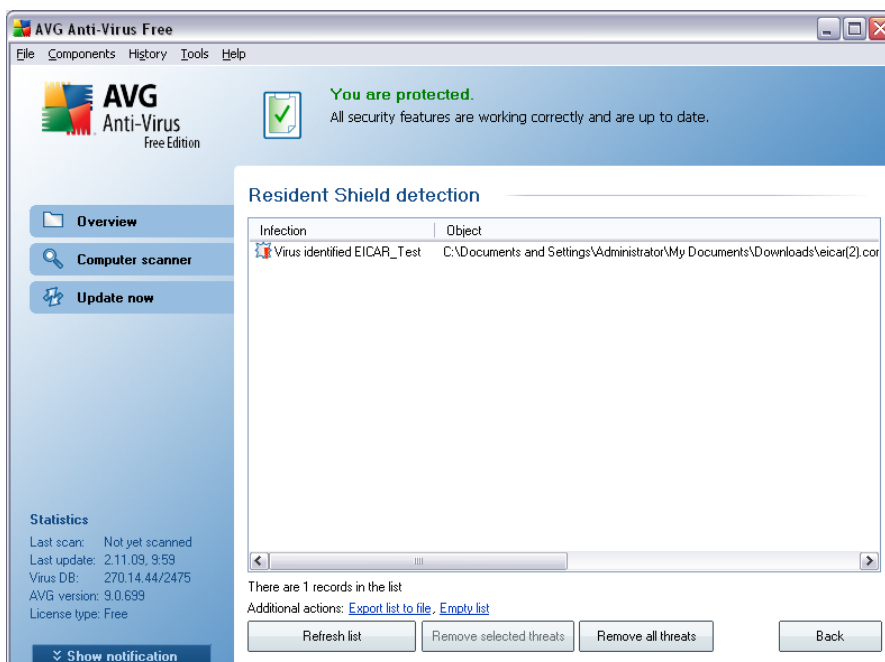 AVG Anti-Virus Free
File Components History Tools Help
AVG
Anti-Virus
Free Edition
You are protected.
All security features are working correctly and are up to date.
Overview
Computer scanner
Update now
Resident Shield detection
Infection Object
Virus identified EICAR_Test C:\Documents and Settings\Administrator\My Documents\Downloads\eicar(2).com
There are 1 records in the list
Additional actions: Export list to file, Empty list
Refresh list Remove selected threats Remove all threats Back
Statistics
Last scan: Not yet scanned
Last update: 2.11.09, 9:59
Virus DB: 270.14.44/2475
AVG version: 9.0.699
License type: Free
Show notification